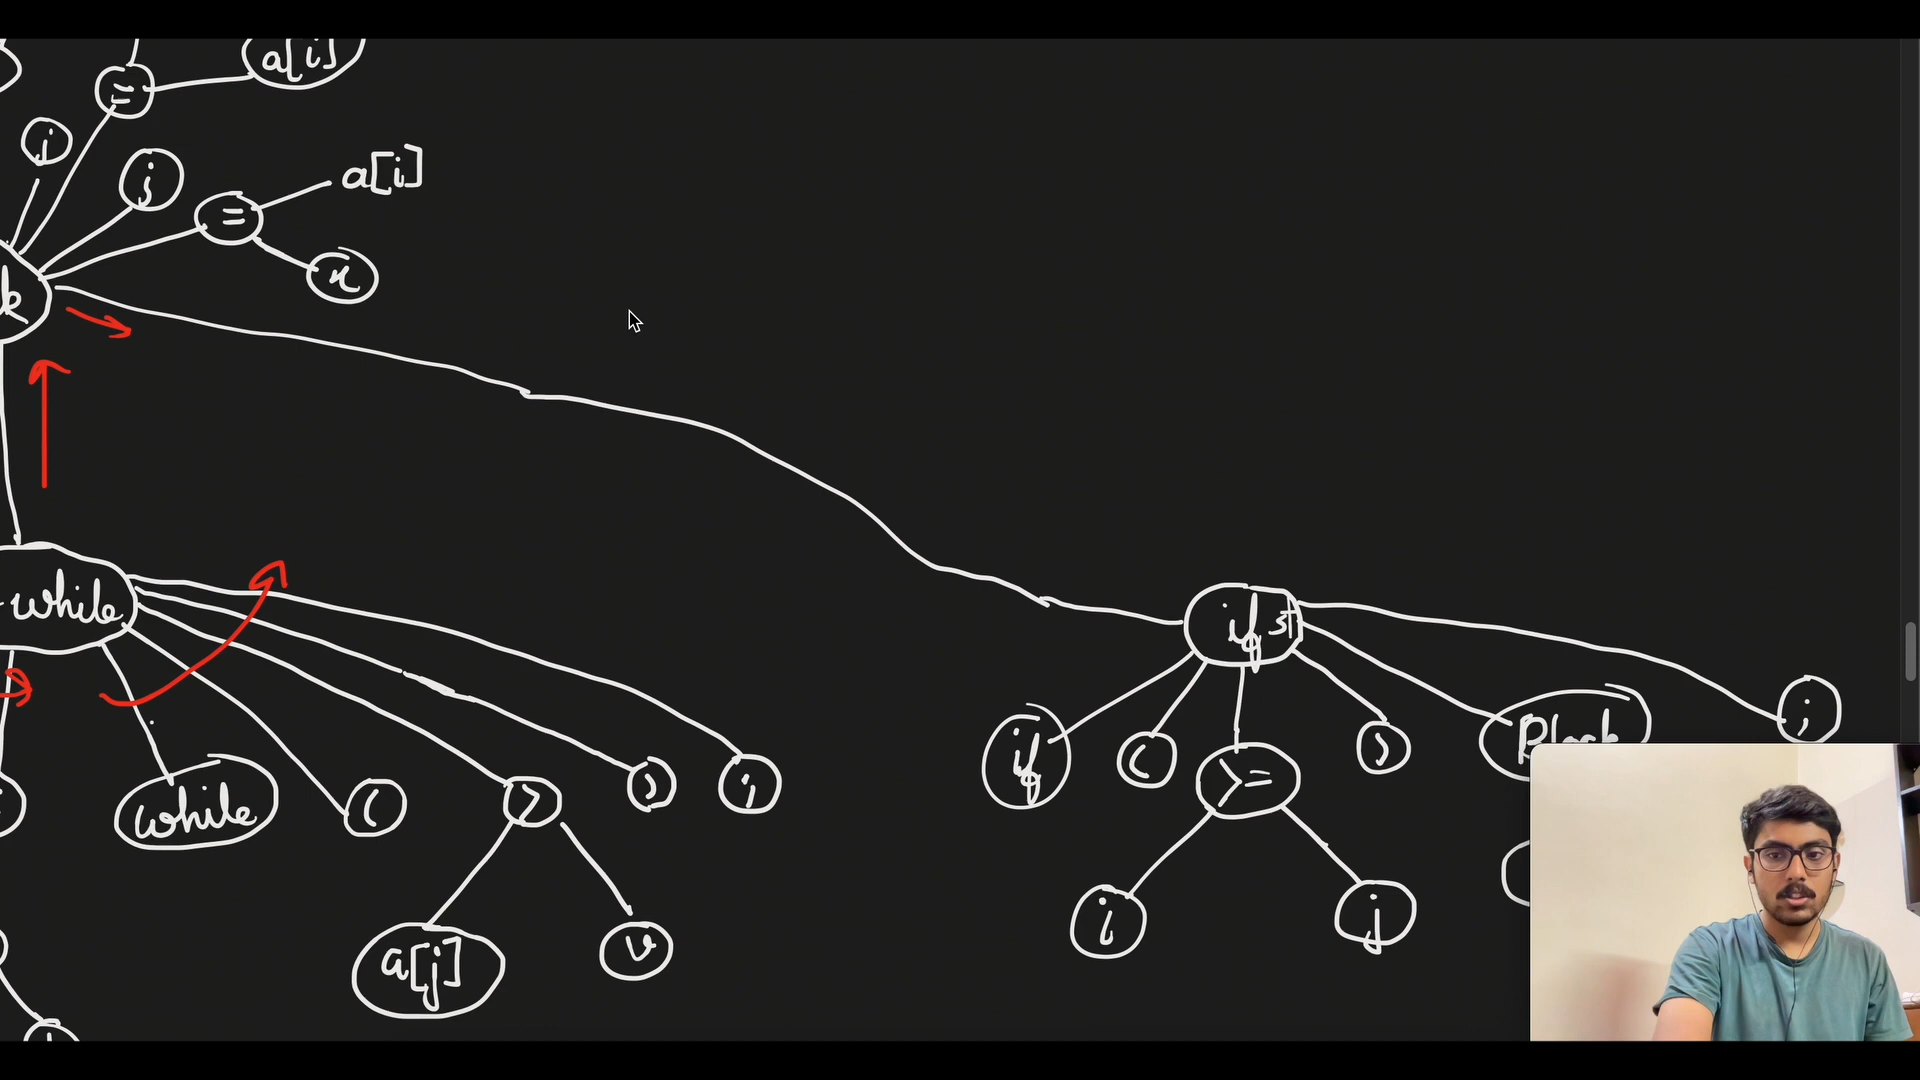 a[i]
=
i
j
a[i]
=
x
k
while
if st
;
if
(
>=
)
Block
while
(
>
)
;
i
j
a[j]
v